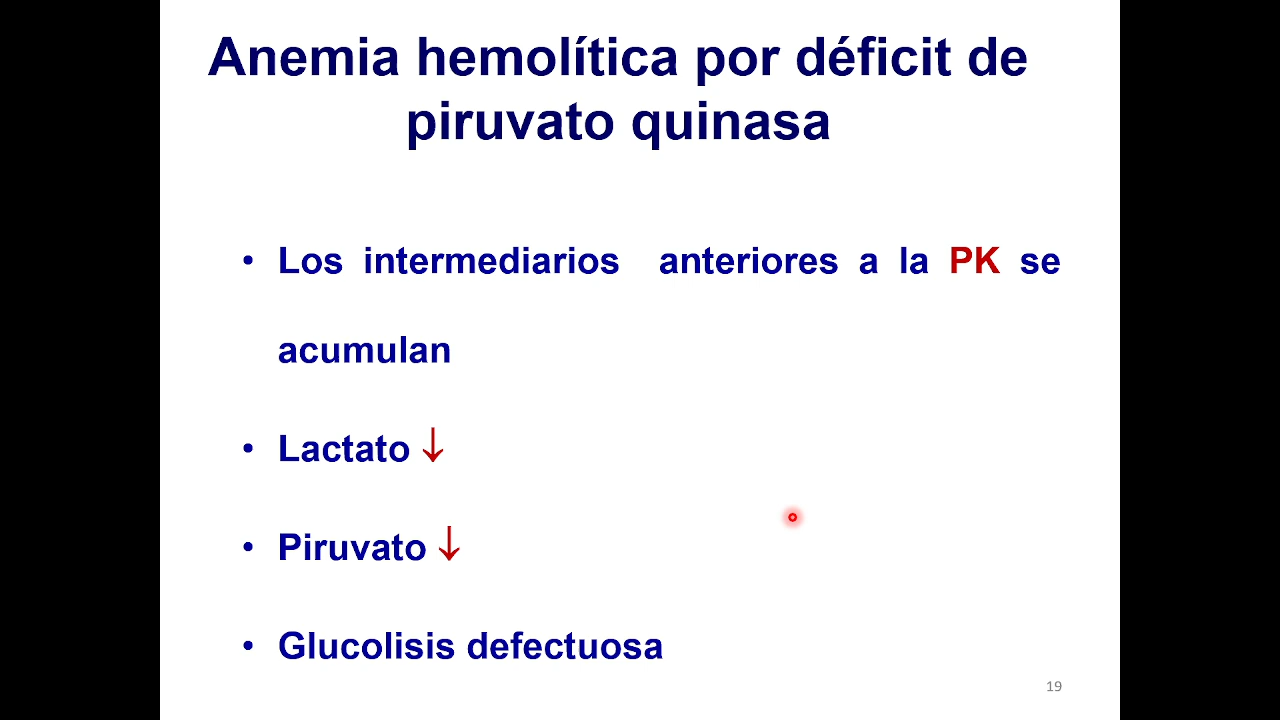 Anemia hemolítica por déficit de
piruvato quinasa
• Los intermediarios anteriores a la PK se
acumulan
• Lactato ↓
• Piruvato ↓
• Glucolisis defectuosa
19